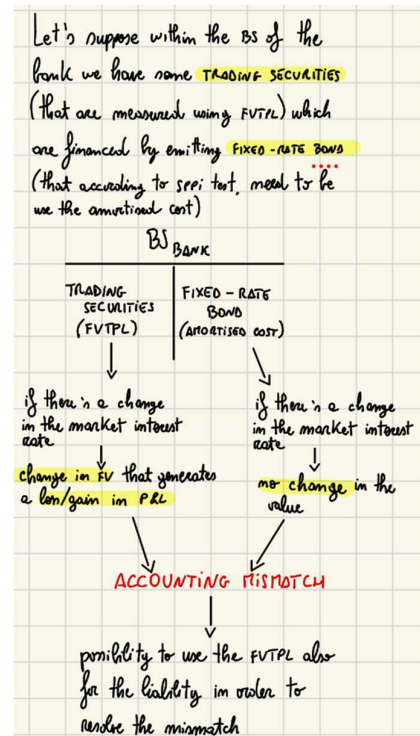 Let's suppose within the BS of the
bank we have some TRADING SECURITIES
(that are measured using FVTPL) which
are financed by emitting FIXED-RATE BOND
(that according to sppi test, need to be
use the amortised cost)
BS BANK
TRADING
SECURITIES
(FVTPL)
FIXED-RATE
BOND
(AMORTISED COST)
if there is a change
in the market interest
rate
if there is a change
in the market interest
rate
change in FV that generates
a loss/gain in P&L
no change in the
value
ACCOUNTING MISMATCH
possibility to use the FVTPL also
for the liability in order to
resolve the mismatch